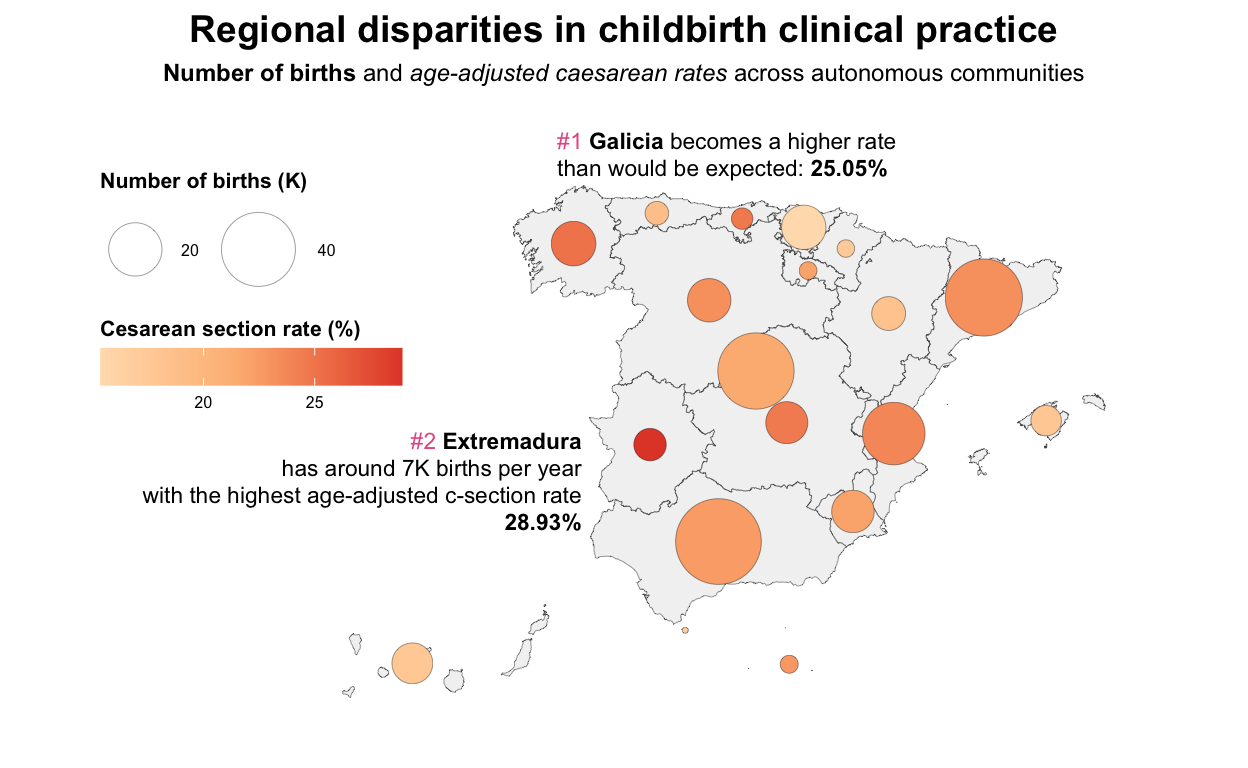 Regional disparities in childbirth clinical practice
Number of births and age-adjusted caesarean rates across autonomous communities
#1 Galicia becomes a higher rate
than would be expected: 25.05%
Number of births (K)
20
40
Cesarean section rate (%)
20
25
#2 Extremadura
has around 7K births per year
with the highest age-adjusted c-section rate
28.93%